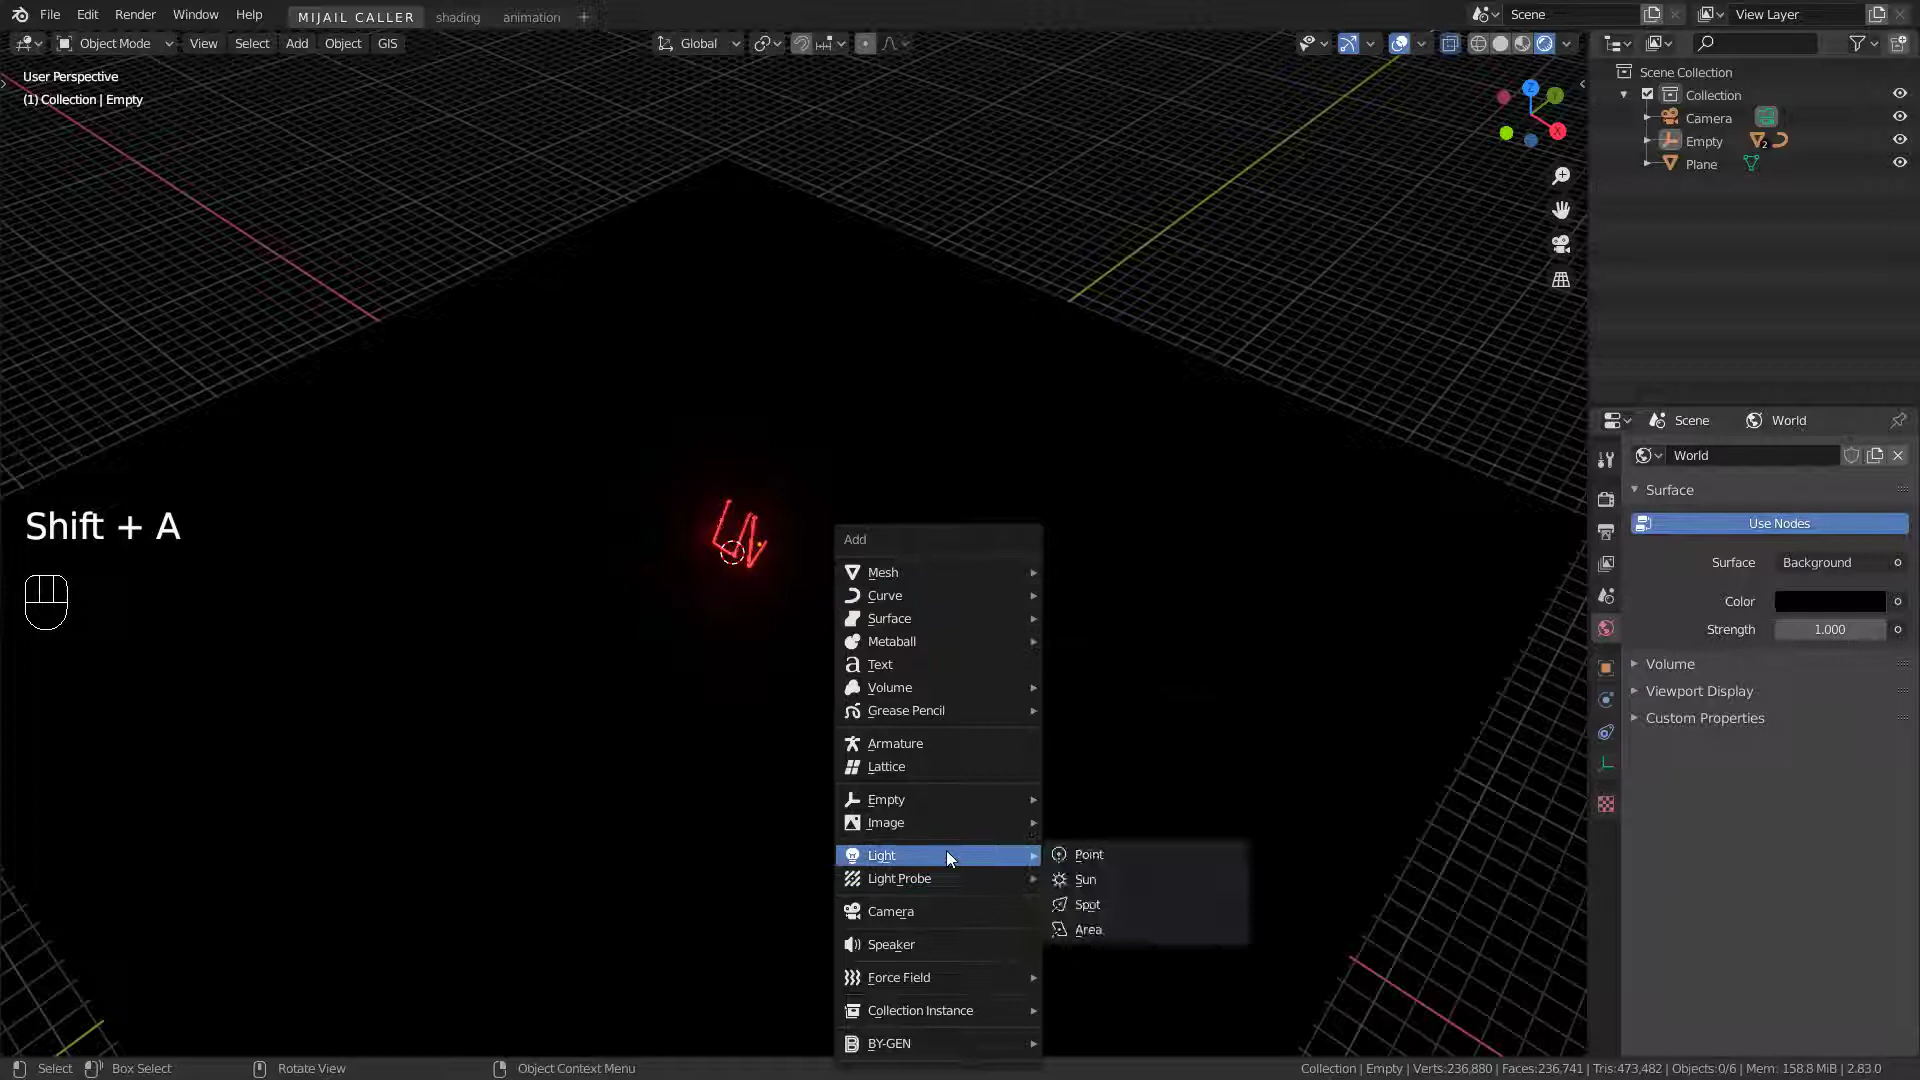 File Edit Render Window Help MIJAIL CALLER shading animation Scene View Layer
Object Mode View Select Add Object GIS Global
User Perspective
(1) Collection | Empty
Z
Y
X
Scene Collection
Collection
Camera
Empty 2
Plane
Scene World
World
Surface
Use Nodes
Surface Background
Color
Strength 1.000
Volume
Viewport Display
Custom Properties
Shift + A
Add
Mesh
Curve
Surface
Metaball
Text
Volume
Grease Pencil
Armature
Lattice
Empty
Image
Light
Light Probe
Camera
Speaker
Force Field
Collection Instance
BY-GEN
Point
Sun
Spot
Area
Select Box Select Rotate View Object Context Menu Collection | Empty | Verts:236,880 | Faces:236,741 | Tris:473,482 | Objects:0/6 | Mem: 158.8 MiB | 2.83.0